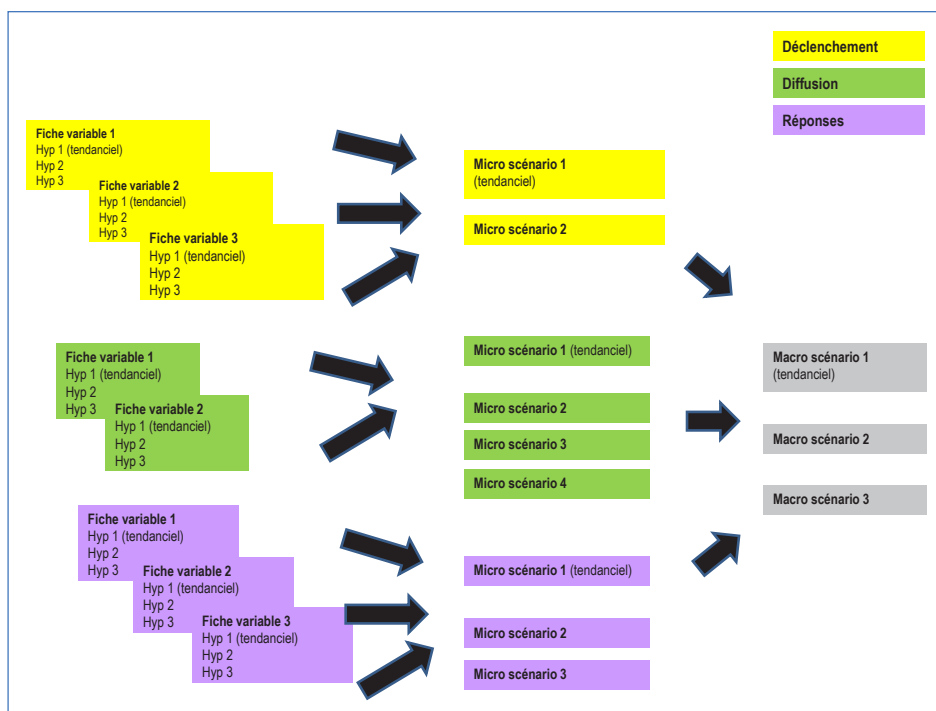 Déclenchement
Diffusion
Réponses
Fiche variable 1
Hyp 1 (tendanciel)
Hyp 2
Hyp 3
Fiche variable 2
Hyp 1 (tendanciel)
Hyp 2
Hyp 3
Fiche variable 3
Hyp 1 (tendanciel)
Hyp 2
Hyp 3
Micro scénario 1
(tendanciel)
Micro scénario 2
Fiche variable 1
Hyp 1 (tendanciel)
Hyp 2
Hyp 3
Fiche variable 2
Hyp 1 (tendanciel)
Hyp 2
Hyp 3
Micro scénario 1 (tendanciel)
Micro scénario 2
Micro scénario 3
Micro scénario 4
Fiche variable 1
Hyp 1 (tendanciel)
Hyp 2
Hyp 3
Fiche variable 2
Hyp 1 (tendanciel)
Hyp 2
Hyp 3
Fiche variable 3
Hyp 1 (tendanciel)
Hyp 2
Hyp 3
Micro scénario 1 (tendanciel)
Micro scénario 2
Micro scénario 3
Macro scénario 1
(tendanciel)
Macro scénario 2
Macro scénario 3